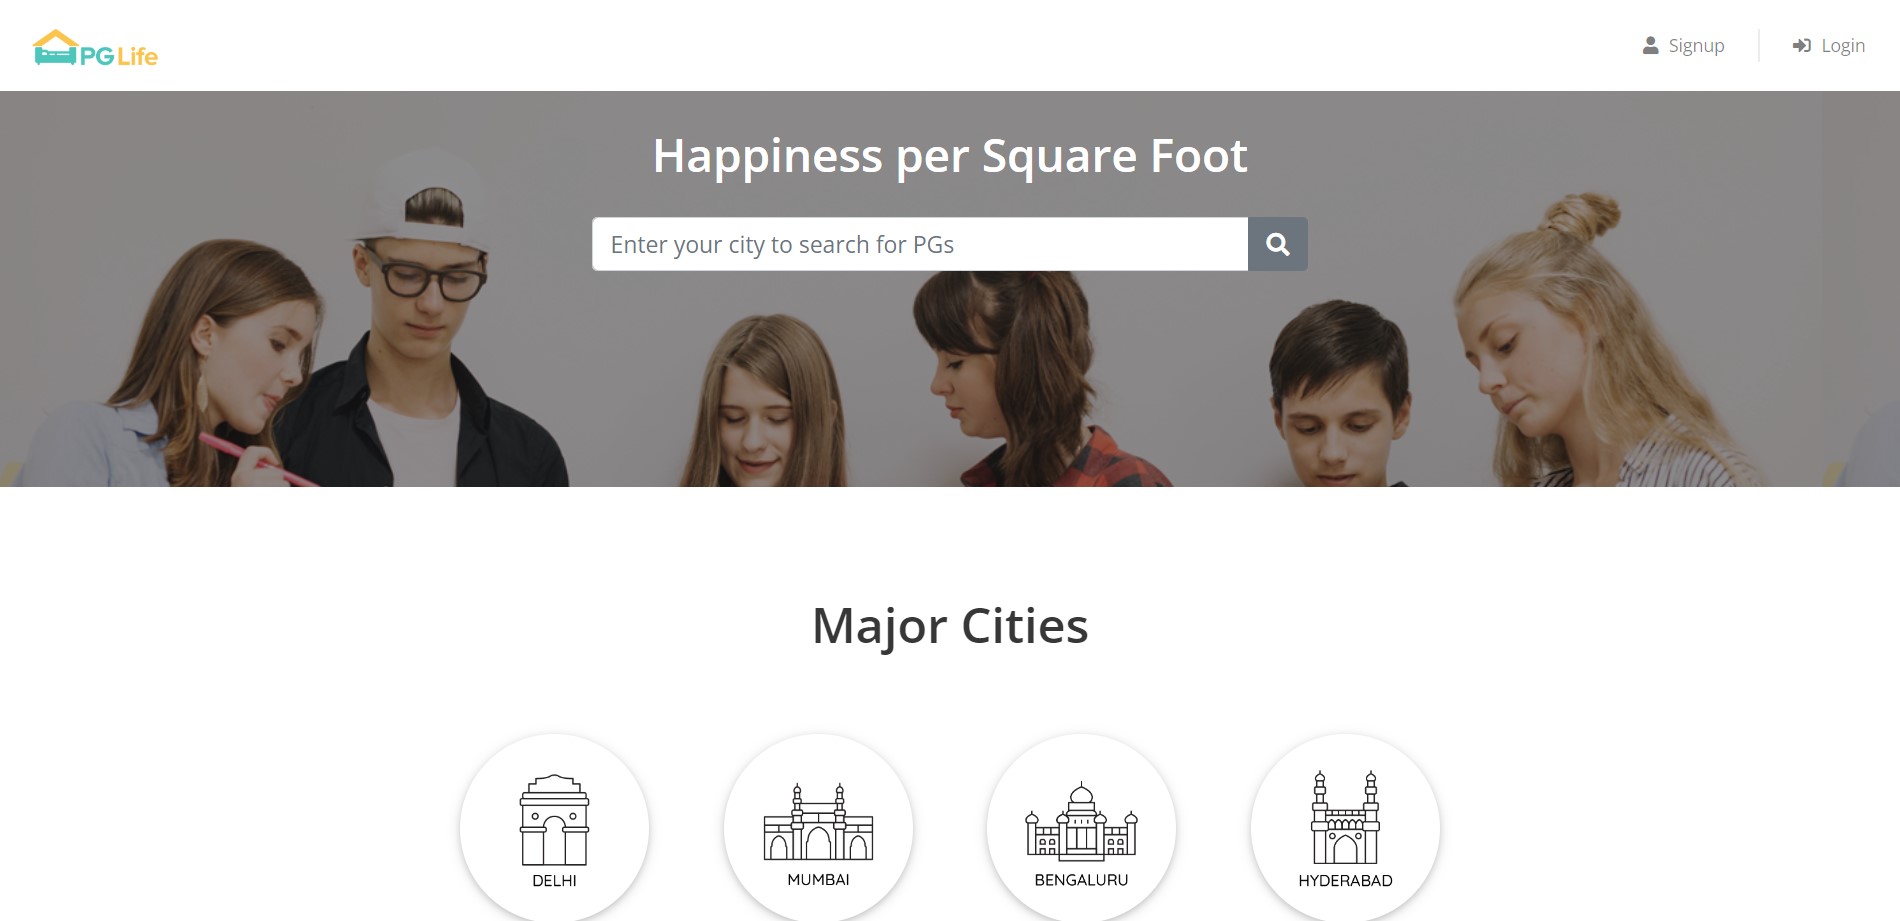 PG Life
Signup
Login
Happiness per Square Foot
Enter your city to search for PGs
Major Cities
DELHI
MUMBAI
BENGALURU
HYDERABAD